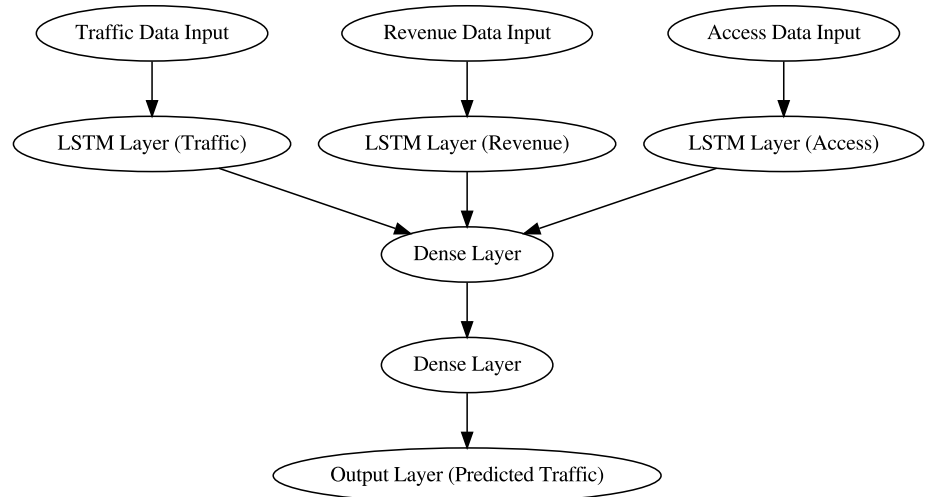 Traffic Data Input
Revenue Data Input
Access Data Input
LSTM Layer (Traffic)
LSTM Layer (Revenue)
LSTM Layer (Access)
Dense Layer
Dense Layer
Output Layer (Predicted Traffic)